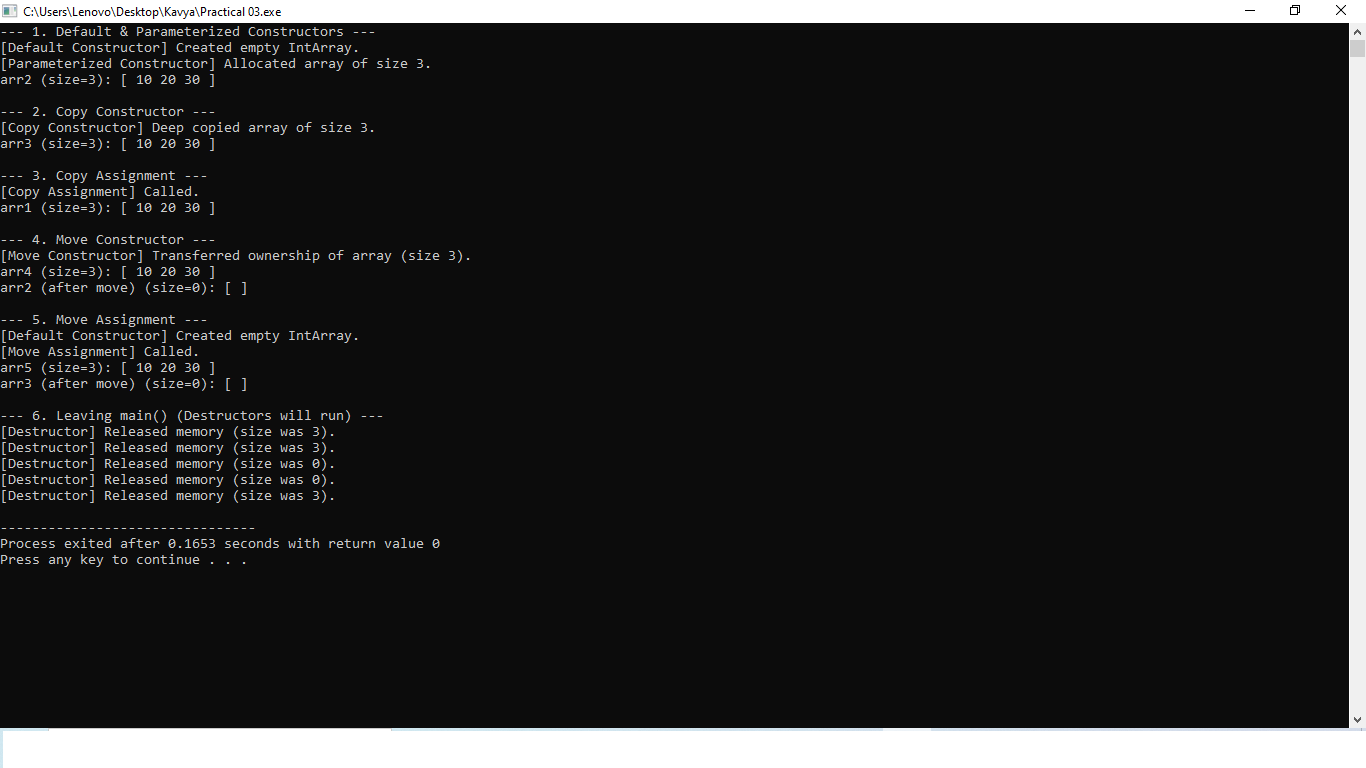 C:\Users\Lenovo\Desktop\Kavya\Practical 03.exe
--- 1. Default & Parameterized Constructors ---
[Default Constructor] Created empty IntArray.
[Parameterized Constructor] Allocated array of size 3.
arr2 (size=3): [ 10 20 30 ]

--- 2. Copy Constructor ---
[Copy Constructor] Deep copied array of size 3.
arr3 (size=3): [ 10 20 30 ]

--- 3. Copy Assignment ---
[Copy Assignment] Called.
arr1 (size=3): [ 10 20 30 ]

--- 4. Move Constructor ---
[Move Constructor] Transferred ownership of array (size 3).
arr4 (size=3): [ 10 20 30 ]
arr2 (after move) (size=0): [ ]

--- 5. Move Assignment ---
[Default Constructor] Created empty IntArray.
[Move Assignment] Called.
arr5 (size=3): [ 10 20 30 ]
arr3 (after move) (size=0): [ ]

--- 6. Leaving main() (Destructors will run) ---
[Destructor] Released memory (size was 3).
[Destructor] Released memory (size was 3).
[Destructor] Released memory (size was 0).
[Destructor] Released memory (size was 0).
[Destructor] Released memory (size was 3).

--------------------------------
Process exited after 0.1653 seconds with return value 0
Press any key to continue . . .